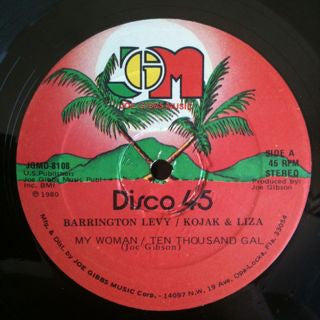 JGM
JOE GIBBS MUSIC
JGMD-8108
U.S. Publishers
Joe Gibbs Music Publ
Inc. BMI
℗ 1980
SIDE A
45 RPM
STEREO
Produced by:
Joe Gibson
Disco 45
BARRINGTON LEVY / KOJAK & LIZA
MY WOMAN / TEN THOUSAND GAL
(Joe Gibson)
Mfg. & Dist. by JOE GIBBS MUSIC Corp. - 14097 N.W. 19 Ave, Opa-Locka, Fla. 33054